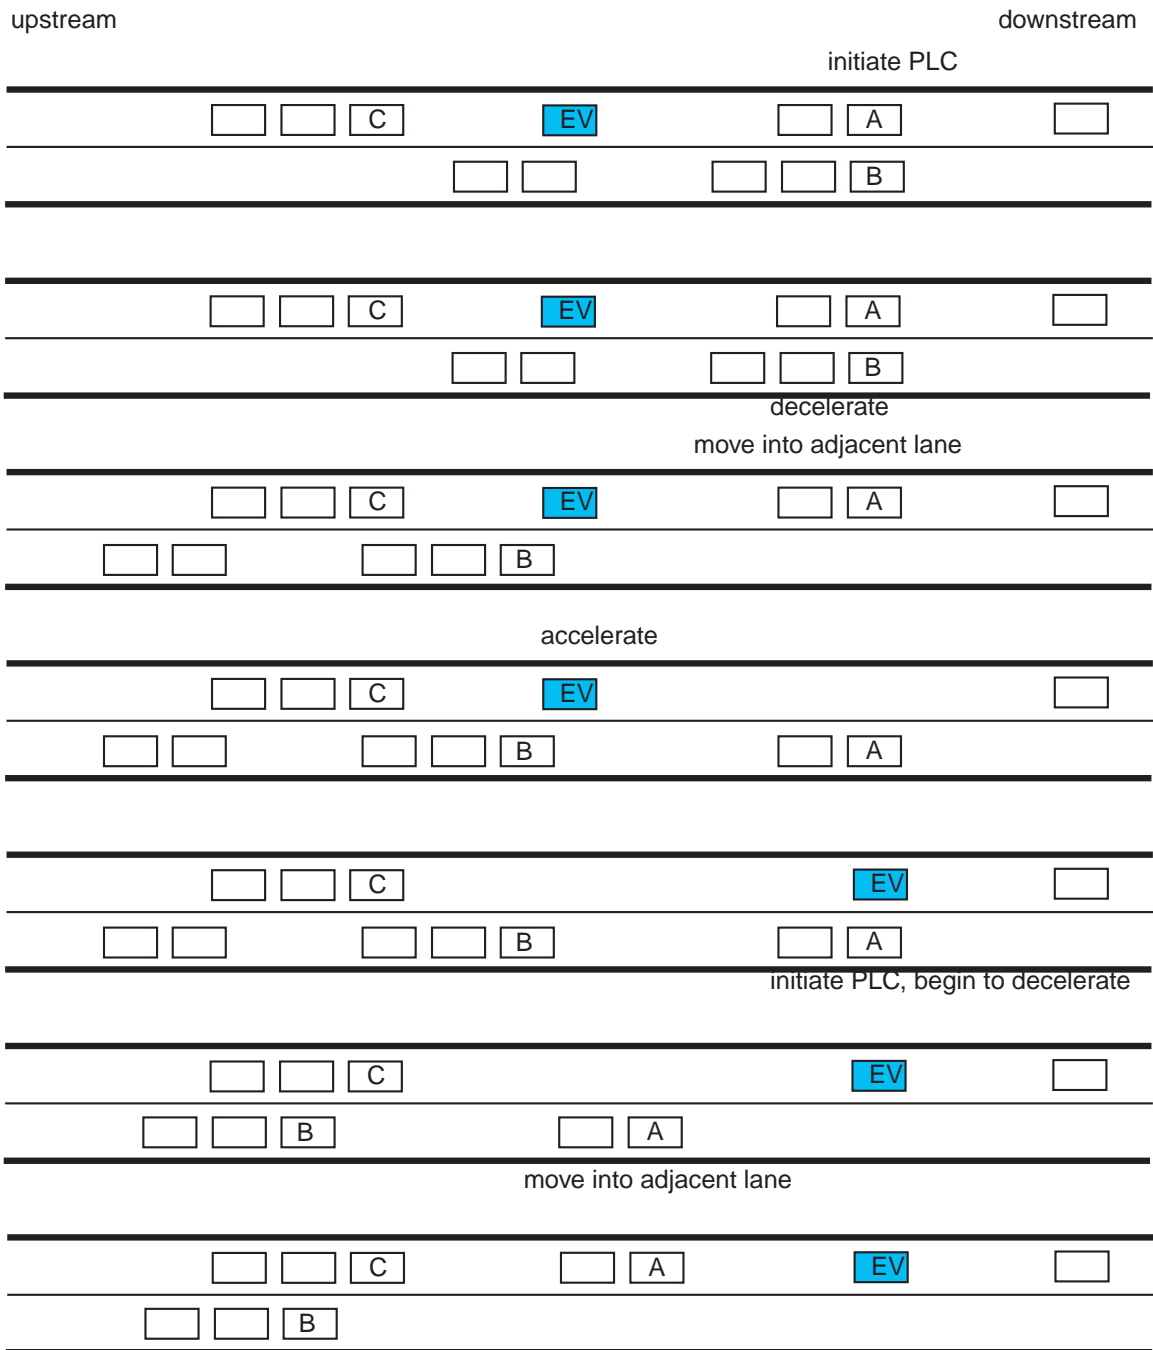 upstream downstream
initiate PLC
C EV A
B
C EV A
B
decelerate
move into adjacent lane
C EV A
B
accelerate
C EV
B A
C EV
B A
initiate PLC, begin to decelerate
C EV
B A
move into adjacent lane
C A EV
B